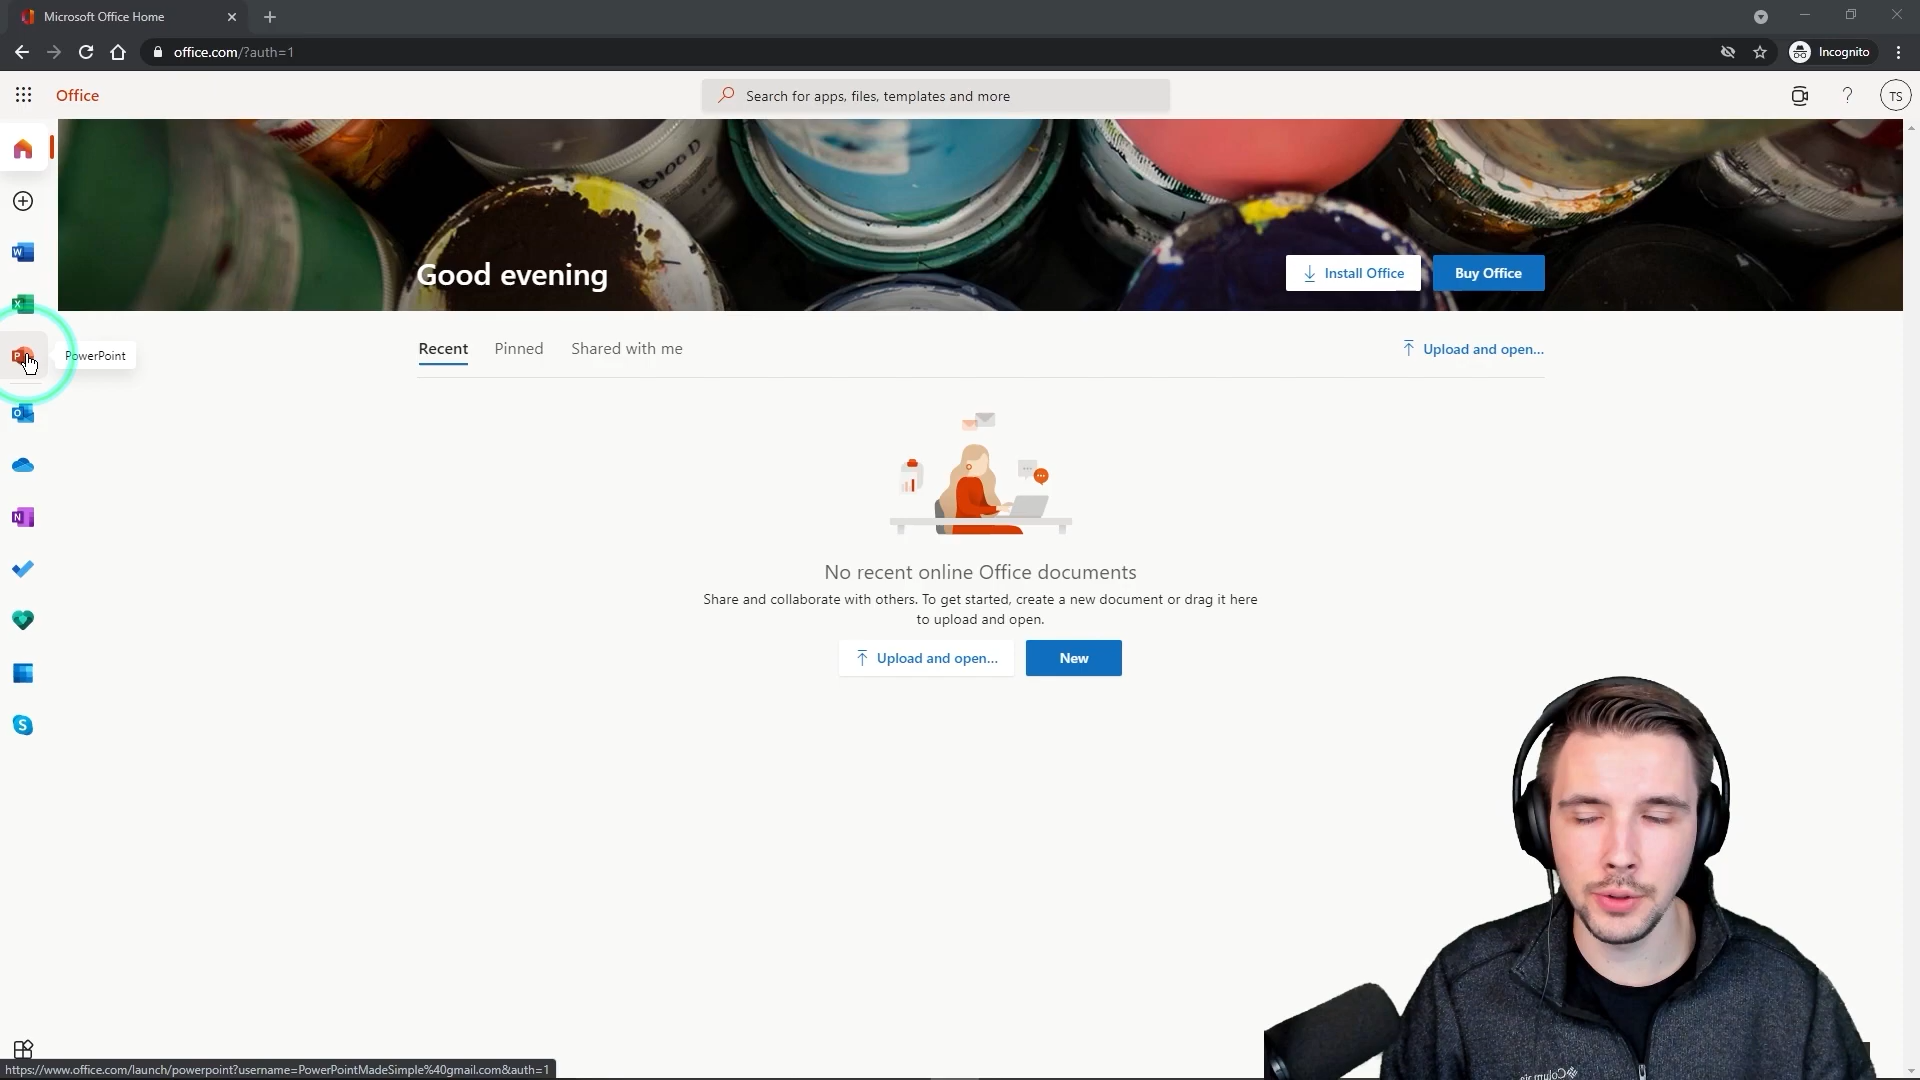 Microsoft Office Home
office.com/?auth=1
Incognito
Office
Search for apps, files, templates and more
?
TS
BlooD
Good evening
Install Office
Buy Office
W
X
P
PowerPoint
Recent
Pinned
Shared with me
Upload and open...
O
N
No recent online Office documents
Share and collaborate with others. To get started, create a new document or drag it here
to upload and open.
Upload and open...
New
S
https://www.office.com/launch/powerpoint?username=PowerPointMadeSimple%40gmail.com&auth=1